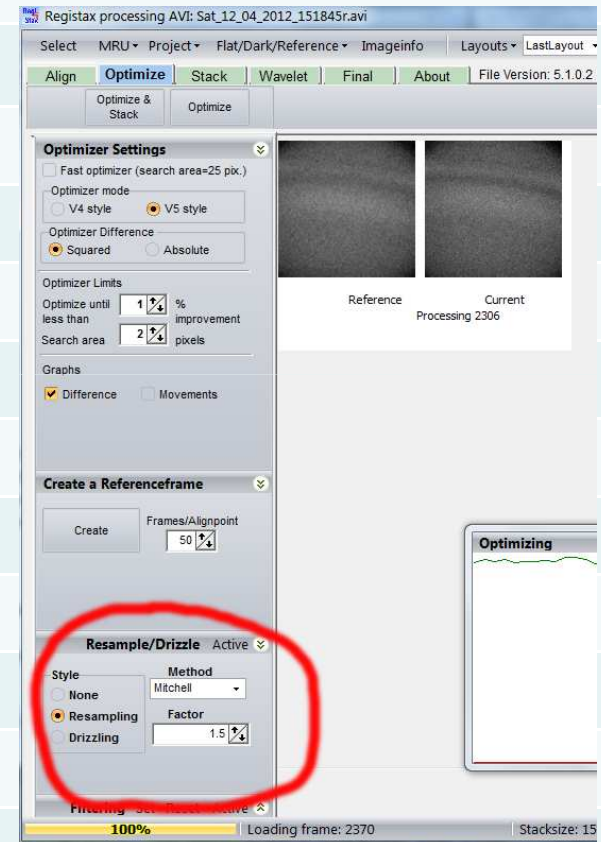 Registax processing AVI: Sat_12_04_2012_151845r.avi
Select MRU Project Flat/Dark/Reference Imageinfo Layouts LastLayout
Align Optimize Stack Wavelet Final About File Version: 5.1.0.2
Optimize & Stack Optimize
Optimizer Settings
Fast optimizer (search area=25 pix.)
Optimizer mode
V4 style V5 style
Optimizer Difference
Squared Absolute
Optimizer Limits
Optimize until less than 1 % improvement
Search area 2 pixels
Graphs
Difference Movements
Create a Referenceframe
Create Frames/Alignpoint
50
Resample/Drizzle Active
Style Method
None Mitchell
Resampling Factor
Drizzling 1.5
Filtering Set Reset Active
Reference Current
Processing 2306
Optimizing
100% Loading frame: 2370 Stacksize: 15